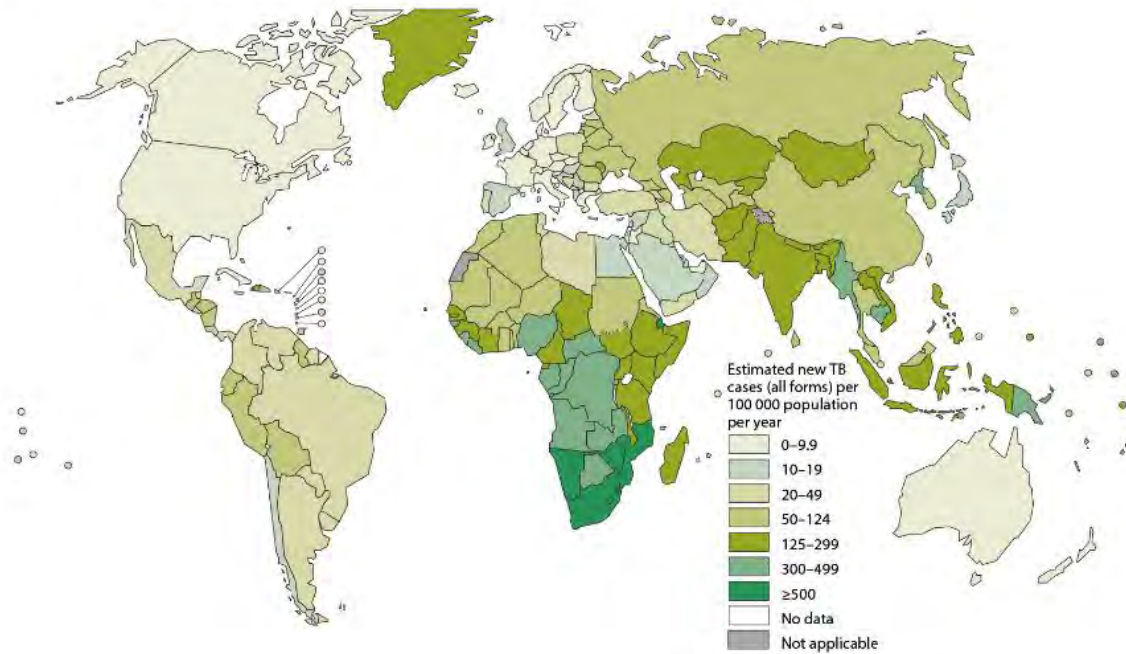 Estimated new TB
cases (all forms) per
100 000 population
per year
0–9.9
10–19
20–49
50–124
125–299
300–499
≥500
No data
Not applicable